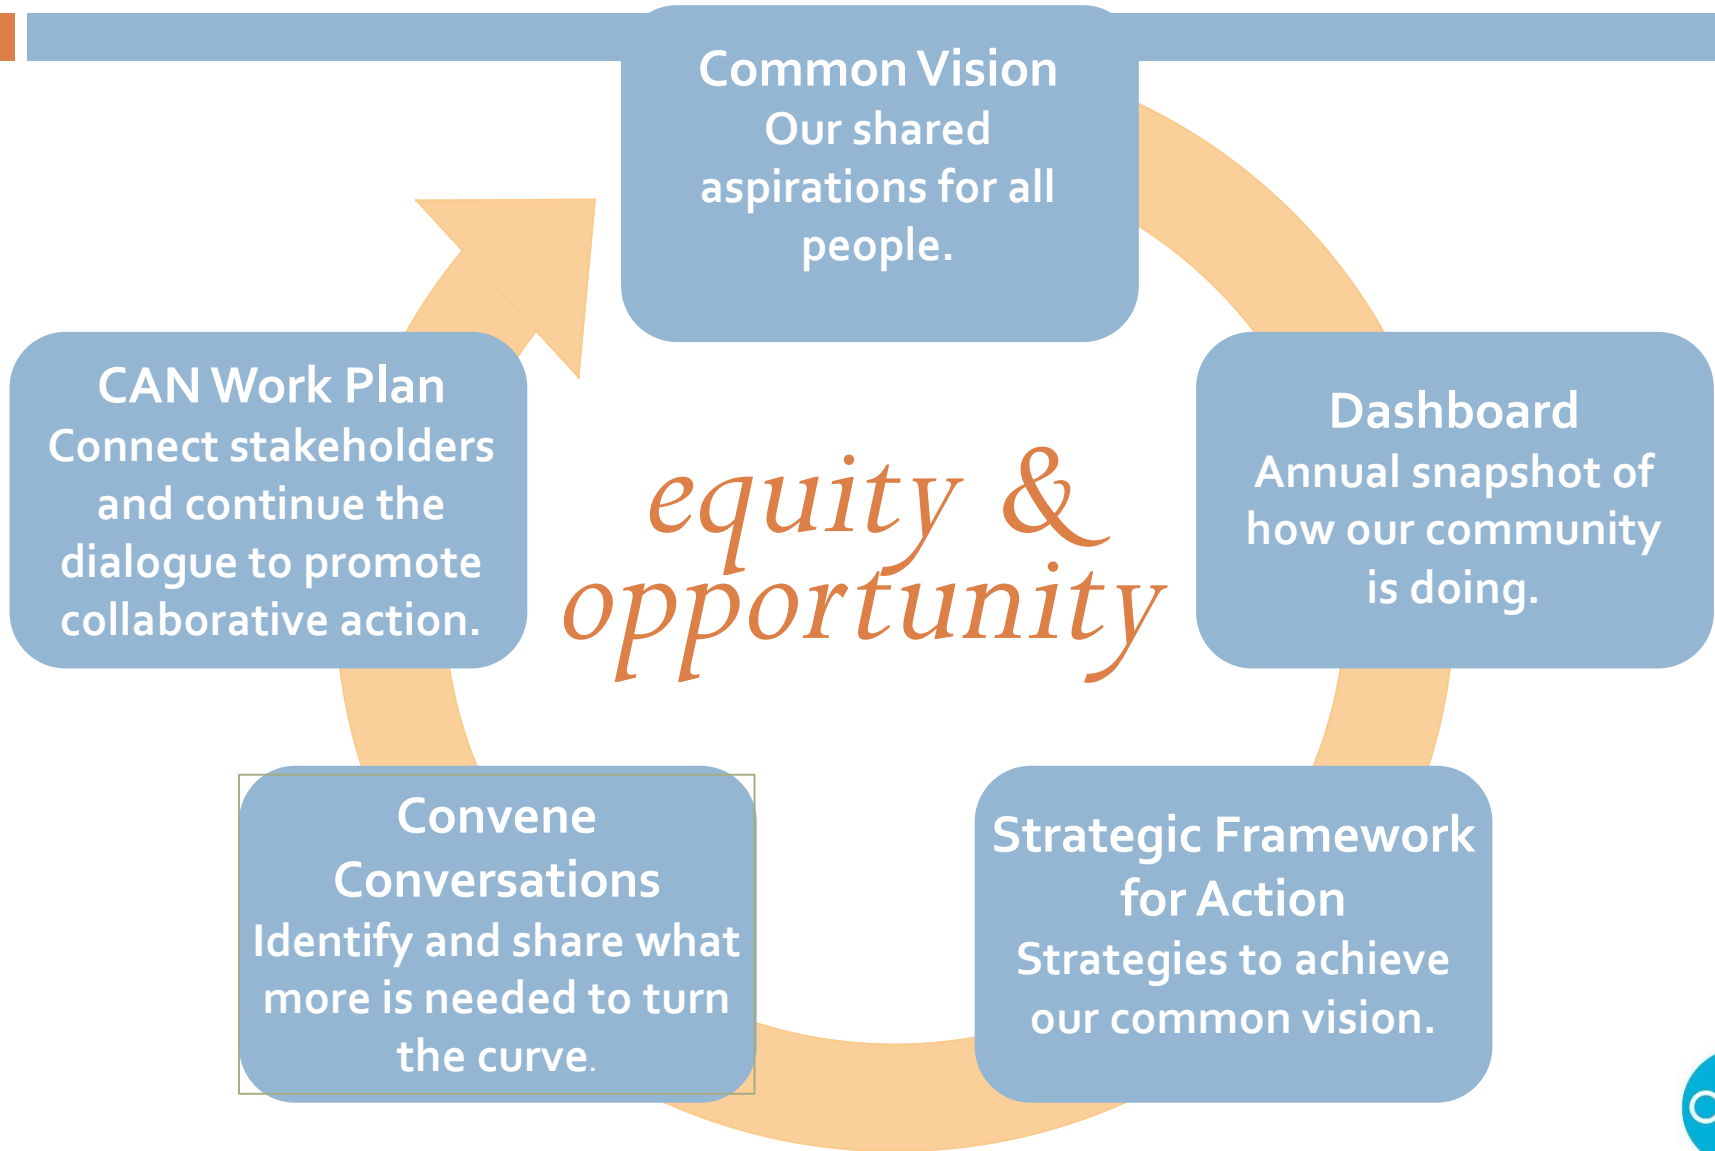 Common Vision
Our shared
aspirations for all
people.
Dashboard
Annual snapshot of
how our community
is doing.
Strategic Framework
for Action
Strategies to achieve
our common vision.
Convene
Conversations
Identify and share what
more is needed to turn
the curve.
CAN Work Plan
Connect stakeholders
and continue the
dialogue to promote
collaborative action.
equity &
opportunity